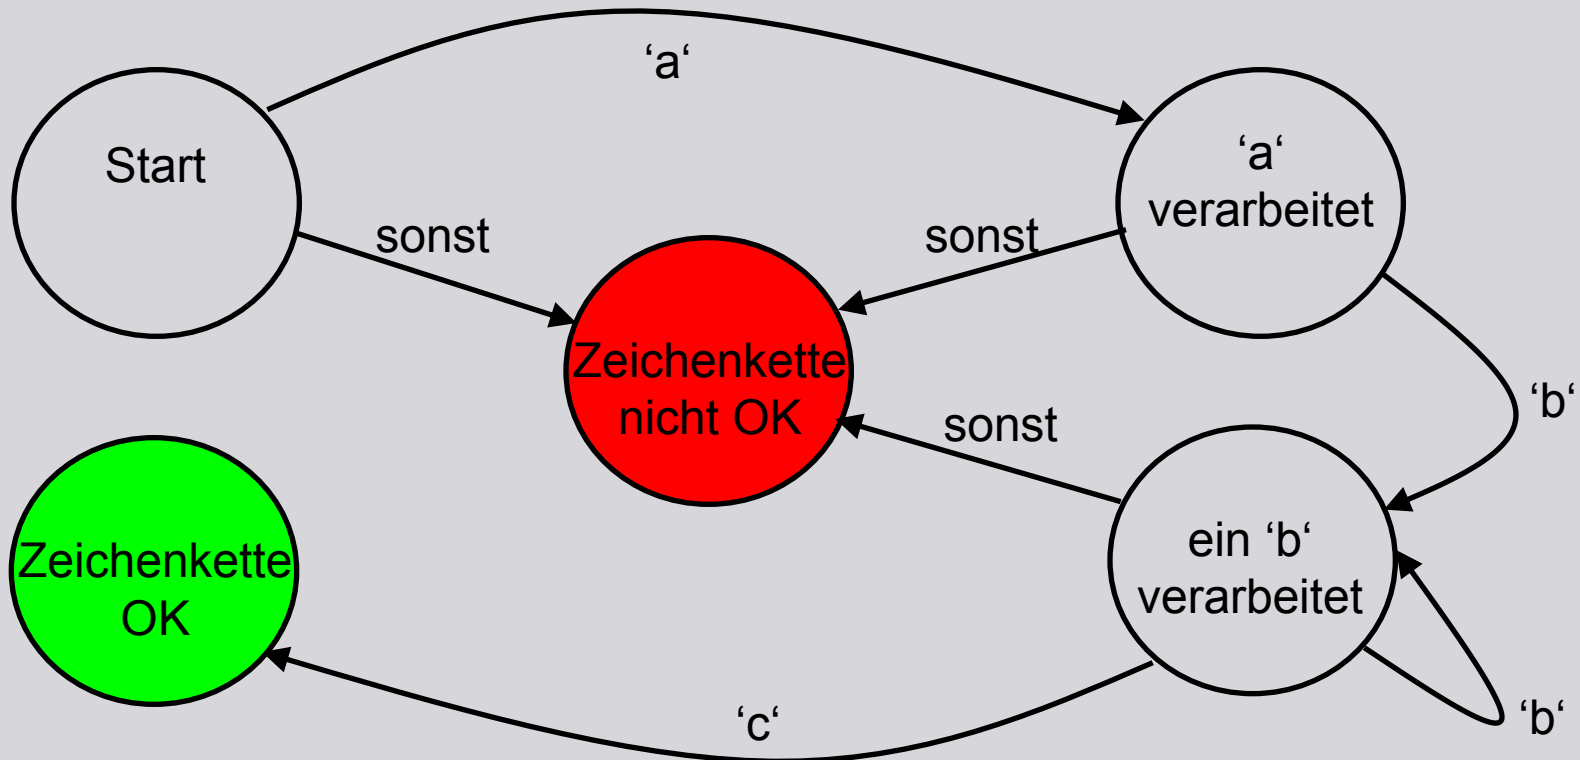 ‘a‘
Start
‘a‘
verarbeitet
sonst
sonst
Zeichenkette
nicht OK
‘b‘
sonst
ein ‘b‘
verarbeitet
Zeichenkette
OK
‘c‘
‘b‘